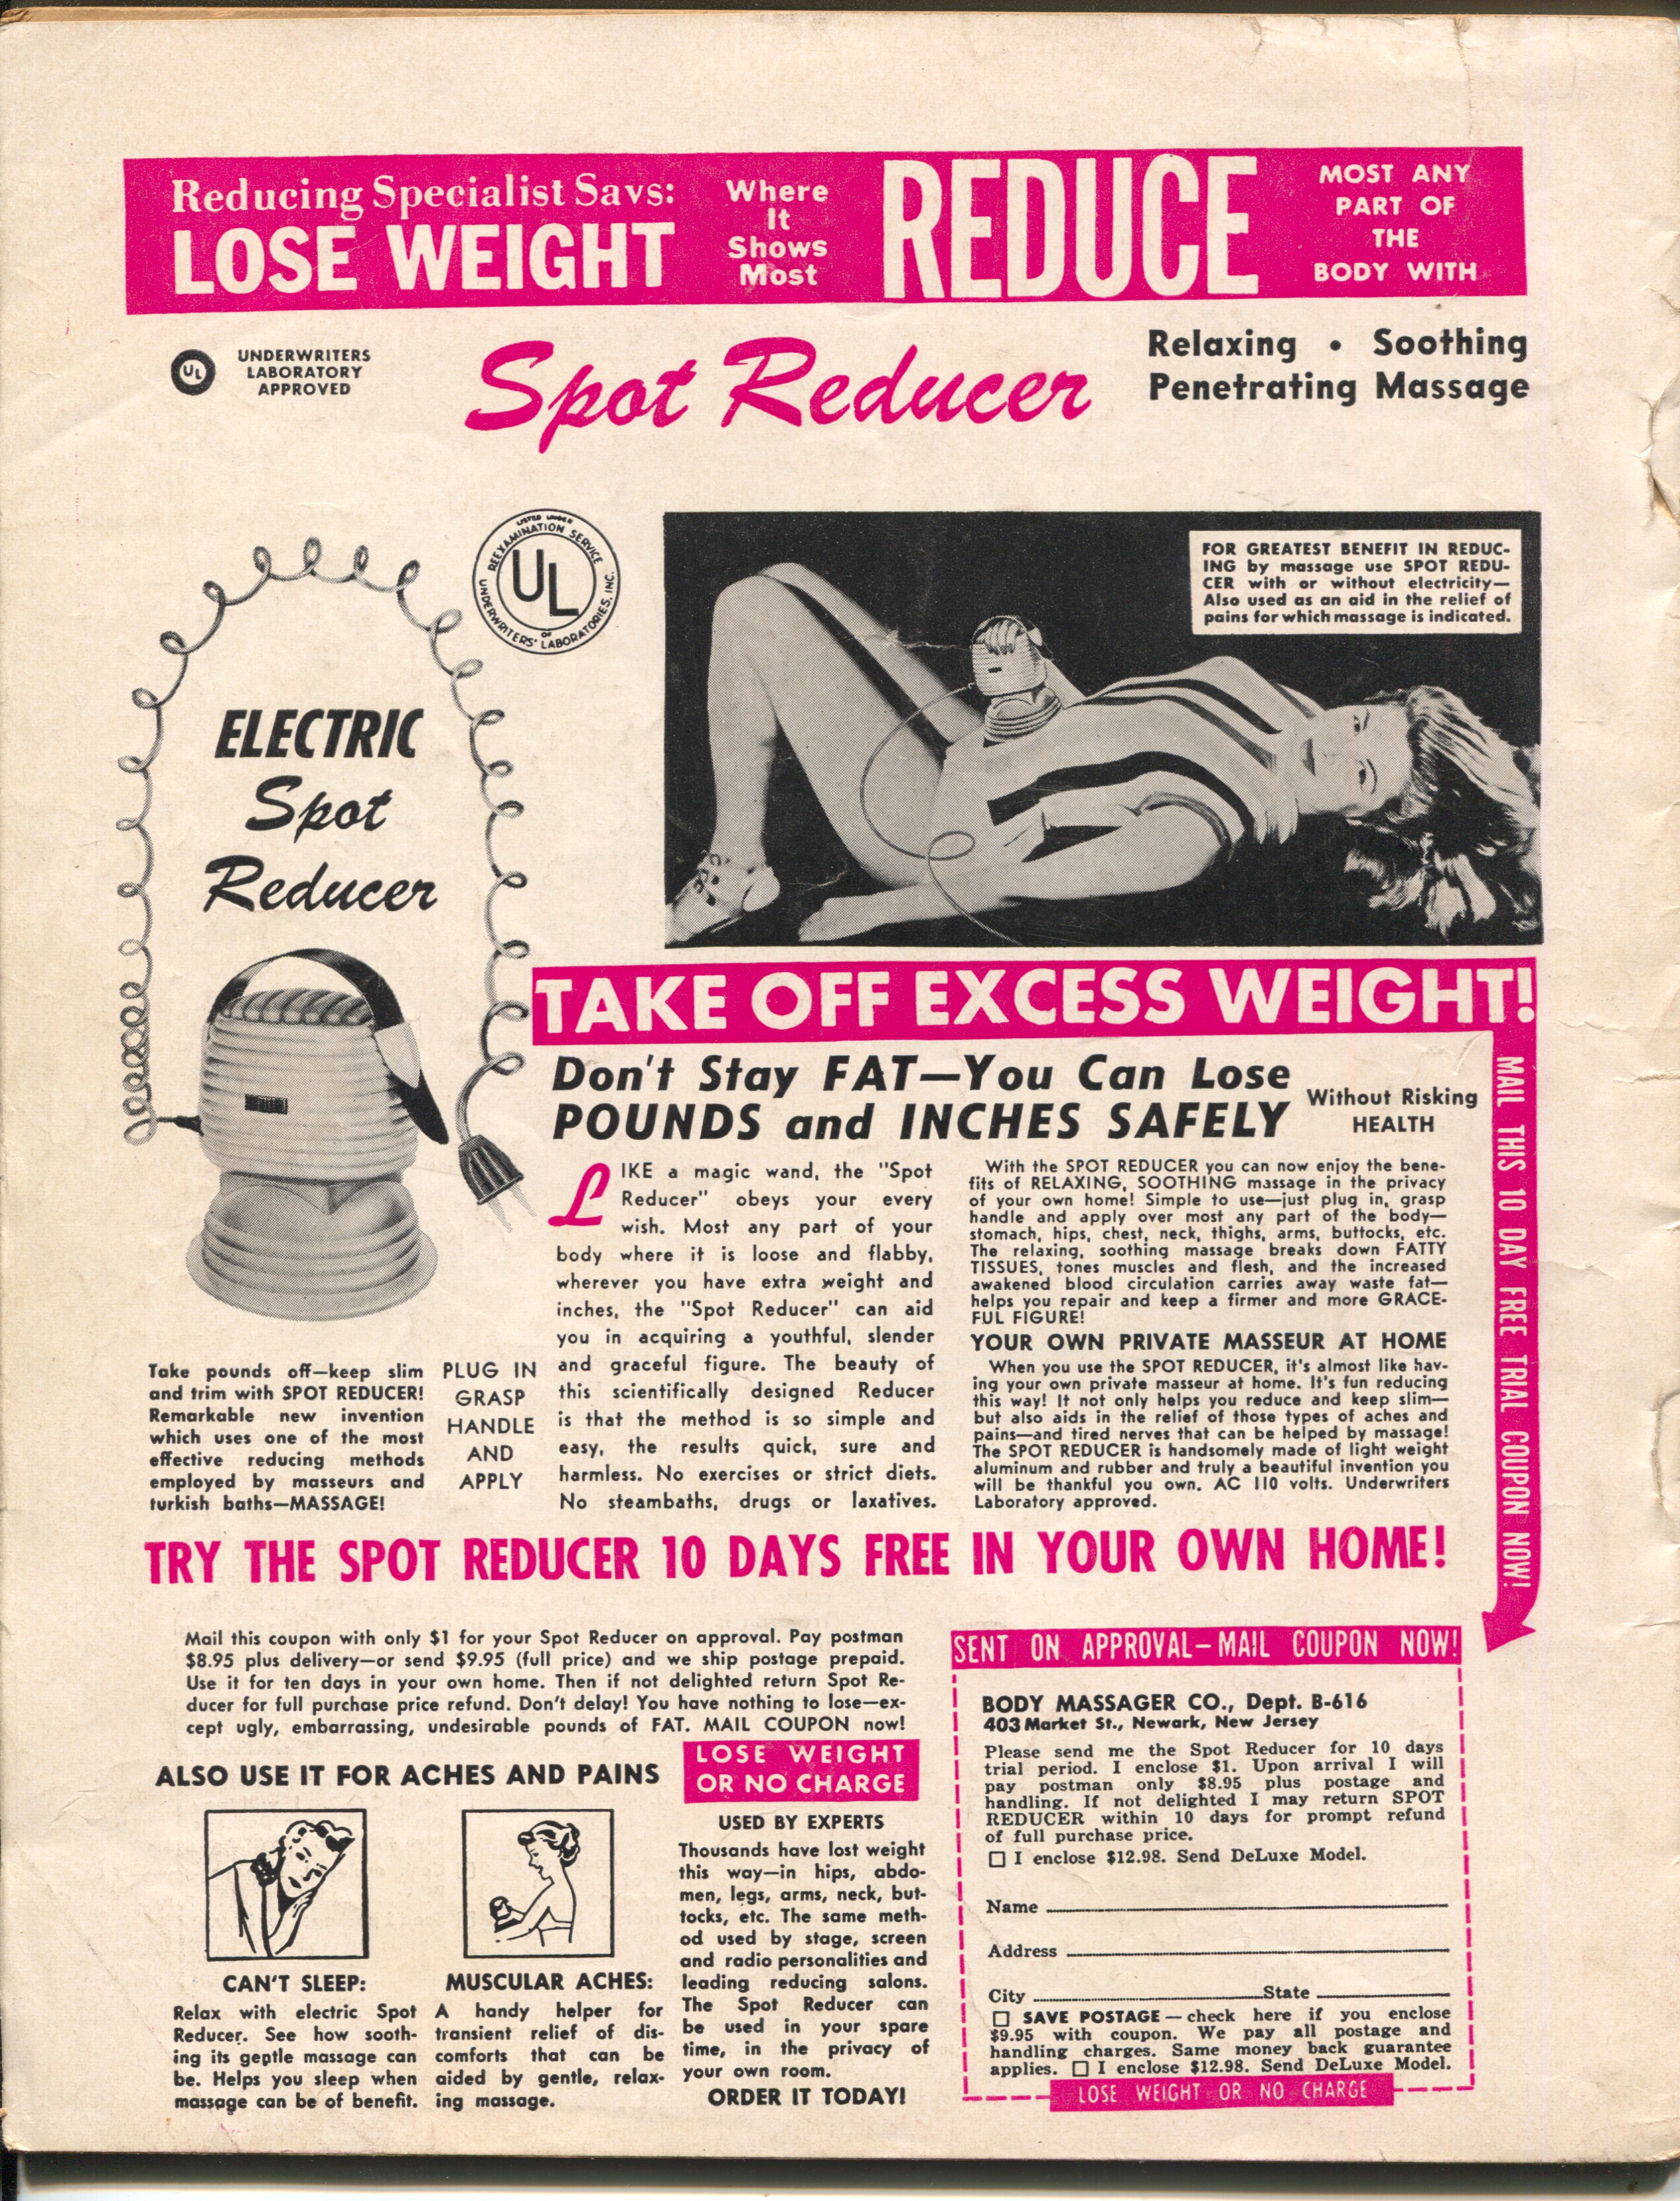 Reducing Specialist Says:
LOSE WEIGHT
Where
It
Shows
Most
REDUCE
MOST ANY
PART OF
THE
BODY WITH
UL
UNDERWRITERS
LABORATORY
APPROVED
Spot Reducer
Relaxing • Soothing
Penetrating Massage
LISTED UNDER
REEXAMINATION SERVICE
UL
OF
UNDERWRITERS' LABORATORIES, INC.
FOR GREATEST BENEFIT IN REDUC-
ING by massage use SPOT REDU-
CER with or without electricity—
Also used as an aid in the relief of
pains for which massage is indicated.
ELECTRIC
Spot
Reducer
TAKE OFF EXCESS WEIGHT!
Don't Stay FAT—You Can Lose
POUNDS and INCHES SAFELY
Without Risking
HEALTH
MAIL THIS 10 DAY FREE TRIAL COUPON NOW!
Take pounds off—keep slim
and trim with SPOT REDUCER!
Remarkable new invention
which uses one of the most
effective reducing methods
employed by masseurs and
turkish baths—MASSAGE!
PLUG IN
GRASP
HANDLE
AND
APPLY
LIKE a magic wand, the "Spot
Reducer" obeys your every
wish. Most any part of your
body where it is loose and flabby,
wherever you have extra weight and
inches, the "Spot Reducer" can aid
you in acquiring a youthful, slender
and graceful figure. The beauty of
this scientifically designed Reducer
is that the method is so simple and
easy, the results quick, sure and
harmless. No exercises or strict diets.
No steambaths, drugs or laxatives.
With the SPOT REDUCER you can now enjoy the bene-
fits of RELAXING, SOOTHING massage in the privacy
of your own home! Simple to use—just plug in, grasp
handle and apply over most any part of the body—
stomach, hips, chest, neck, thighs, arms, buttocks, etc.
The relaxing, soothing massage breaks down FATTY
TISSUES, tones muscles and flesh, and the increased
awakened blood circulation carries away waste fat—
helps you repair and keep a firmer and more GRACE-
FUL FIGURE!
YOUR OWN PRIVATE MASSEUR AT HOME
When you use the SPOT REDUCER, it's almost like hav-
ing your own private masseur at home. It's fun reducing
this way! It not only helps you reduce and keep slim—
but also aids in the relief of those types of aches and
pains—and tired nerves that can be helped by massage!
The SPOT REDUCER is handsomely made of light weight
aluminum and rubber and truly a beautiful invention you
will be thankful you own. AC 110 volts. Underwriters
Laboratory approved.
TRY THE SPOT REDUCER 10 DAYS FREE IN YOUR OWN HOME!
Mail this coupon with only $1 for your Spot Reducer on approval. Pay postman
$8.95 plus delivery—or send $9.95 (full price) and we ship postage prepaid.
Use it for ten days in your own home. Then if not delighted return Spot Re-
ducer for full purchase price refund. Don't delay! You have nothing to lose—ex-
cept ugly, embarrassing, undesirable pounds of FAT. MAIL COUPON now!
ALSO USE IT FOR ACHES AND PAINS
CAN'T SLEEP:
Relax with electric Spot
Reducer. See how sooth-
ing its gentle massage can
be. Helps you sleep when
massage can be of benefit.
MUSCULAR ACHES:
A handy helper for
transient relief of dis-
comforts that can be
aided by gentle, relax-
ing massage.
LOSE WEIGHT
OR NO CHARGE
USED BY EXPERTS
Thousands have lost weight
this way—in hips, abdo-
men, legs, arms, neck, but-
tocks, etc. The same meth-
od used by stage, screen
and radio personalities and
leading reducing salons.
The Spot Reducer can
be used in your spare
time, in the privacy of
your own room.
ORDER IT TODAY!
SENT ON APPROVAL—MAIL COUPON NOW!
BODY MASSAGER CO., Dept. B-616
403 Market St., Newark, New Jersey
Please send me the Spot Reducer for 10 days
trial period. I enclose $1. Upon arrival I will
pay postman only $8.95 plus postage and
handling. If not delighted I may return SPOT
REDUCER within 10 days for prompt refund
of full purchase price.
☐ I enclose $12.98. Send DeLuxe Model.
Name
Address
City State
☐ SAVE POSTAGE — check here if you enclose
$9.95 with coupon. We pay all postage and
handling charges. Same money back guarantee
applies. ☐ I enclose $12.98. Send DeLuxe Model.
LOSE WEIGHT OR NO CHARGE